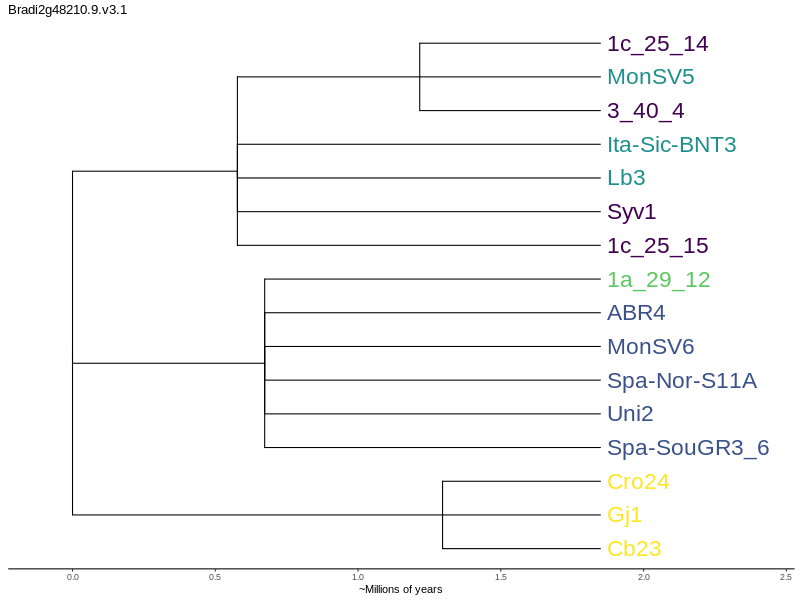 Bradi2g48210.9.v3.1
1c_25_14
MonSV5
3_40_4
Ita-Sic-BNT3
Lb3
Syv1
1c_25_15
1a_29_12
ABR4
MonSV6
Spa-Nor-S11A
Uni2
Spa-SouGR3_6
Cro24
Gj1
Cb23
0.0 0.5 1.0 1.5 2.0 2.5
~Millions of years